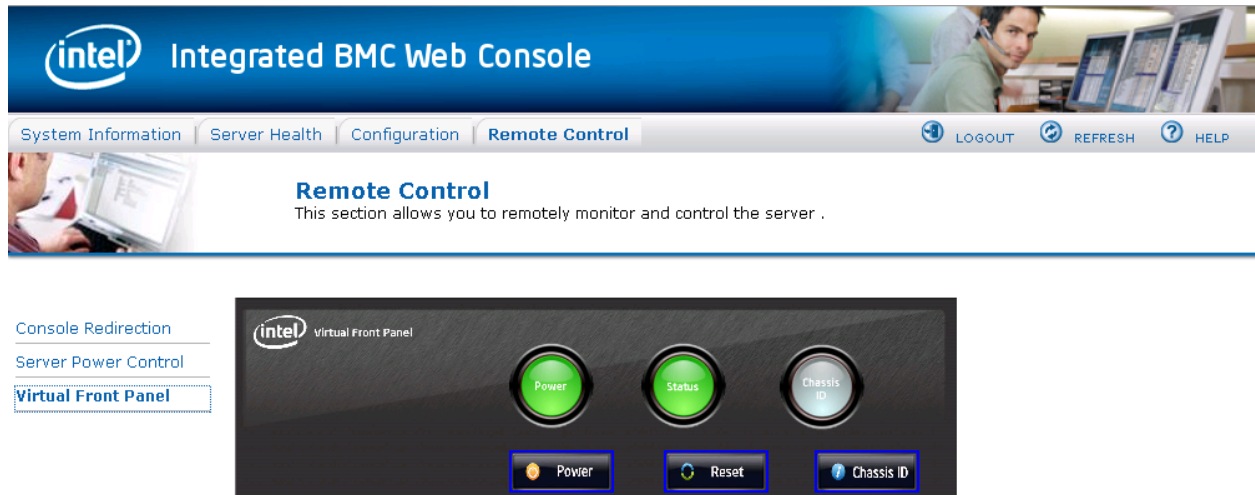 intel Integrated BMC Web Console
System Information Server Health Configuration Remote Control LOGOUT REFRESH HELP
Remote Control
This section allows you to remotely monitor and control the server .
Console Redirection
Server Power Control
Virtual Front Panel
intel Virtual Front Panel
Power Status Chassis ID
Power Reset Chassis ID